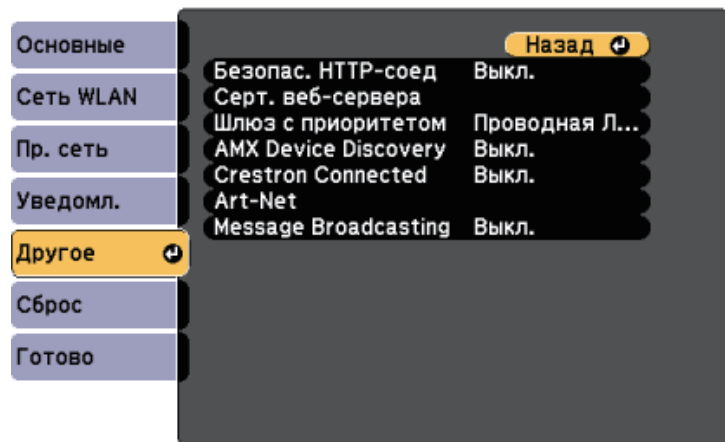 Основные
Сеть WLAN
Пр. сеть
Уведомл.
Другое
Сброс
Готово
Назад
Безопас. HTTP-соед Выкл.
Серт. веб-сервера
Шлюз с приоритетом Проводная Л...
AMX Device Discovery Выкл.
Crestron Connected Выкл.
Art-Net
Message Broadcasting Выкл.